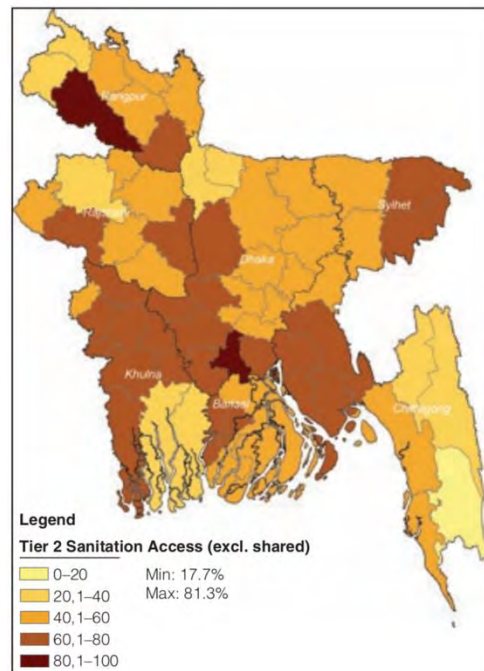 Rangpur
Rajshahi
Sylhet
Dhaka
Khulna
Barisal
Chittagong
Legend
Tier 2 Sanitation Access (excl. shared)
0–20 Min: 17.7%
20,1–40 Max: 81.3%
40,1–60
60,1–80
80,1–100